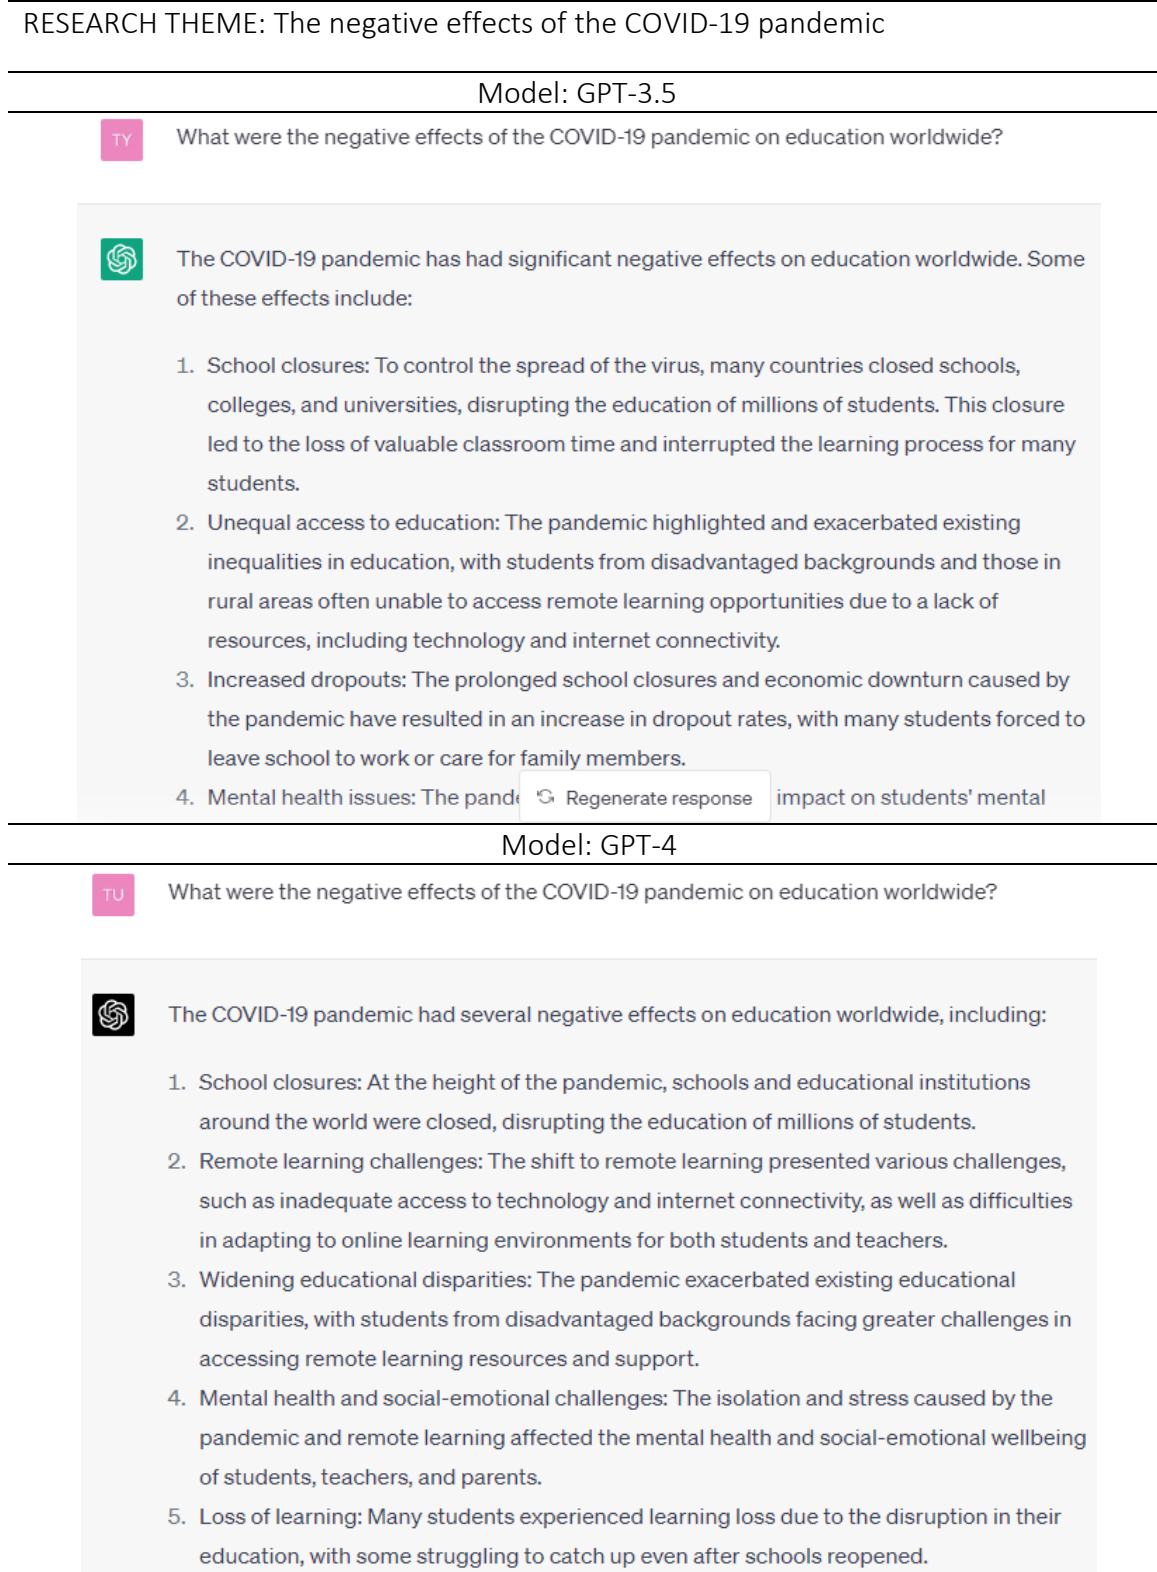 RESEARCH THEME: The negative effects of the COVID-19 pandemic
Model: GPT-3.5
TY
What were the negative effects of the COVID-19 pandemic on education worldwide?
The COVID-19 pandemic has had significant negative effects on education worldwide. Some
of these effects include:
1. School closures: To control the spread of the virus, many countries closed schools,
colleges, and universities, disrupting the education of millions of students. This closure
led to the loss of valuable classroom time and interrupted the learning process for many
students.
2. Unequal access to education: The pandemic highlighted and exacerbated existing
inequalities in education, with students from disadvantaged backgrounds and those in
rural areas often unable to access remote learning opportunities due to a lack of
resources, including technology and internet connectivity.
3. Increased dropouts: The prolonged school closures and economic downturn caused by
the pandemic have resulted in an increase in dropout rates, with many students forced to
leave school to work or care for family members.
4. Mental health issues: The pande Regenerate response impact on students' mental
Model: GPT-4
TU
What were the negative effects of the COVID-19 pandemic on education worldwide?
The COVID-19 pandemic had several negative effects on education worldwide, including:
1. School closures: At the height of the pandemic, schools and educational institutions
around the world were closed, disrupting the education of millions of students.
2. Remote learning challenges: The shift to remote learning presented various challenges,
such as inadequate access to technology and internet connectivity, as well as difficulties
in adapting to online learning environments for both students and teachers.
3. Widening educational disparities: The pandemic exacerbated existing educational
disparities, with students from disadvantaged backgrounds facing greater challenges in
accessing remote learning resources and support.
4. Mental health and social-emotional challenges: The isolation and stress caused by the
pandemic and remote learning affected the mental health and social-emotional wellbeing
of students, teachers, and parents.
5. Loss of learning: Many students experienced learning loss due to the disruption in their
education, with some struggling to catch up even after schools reopened.